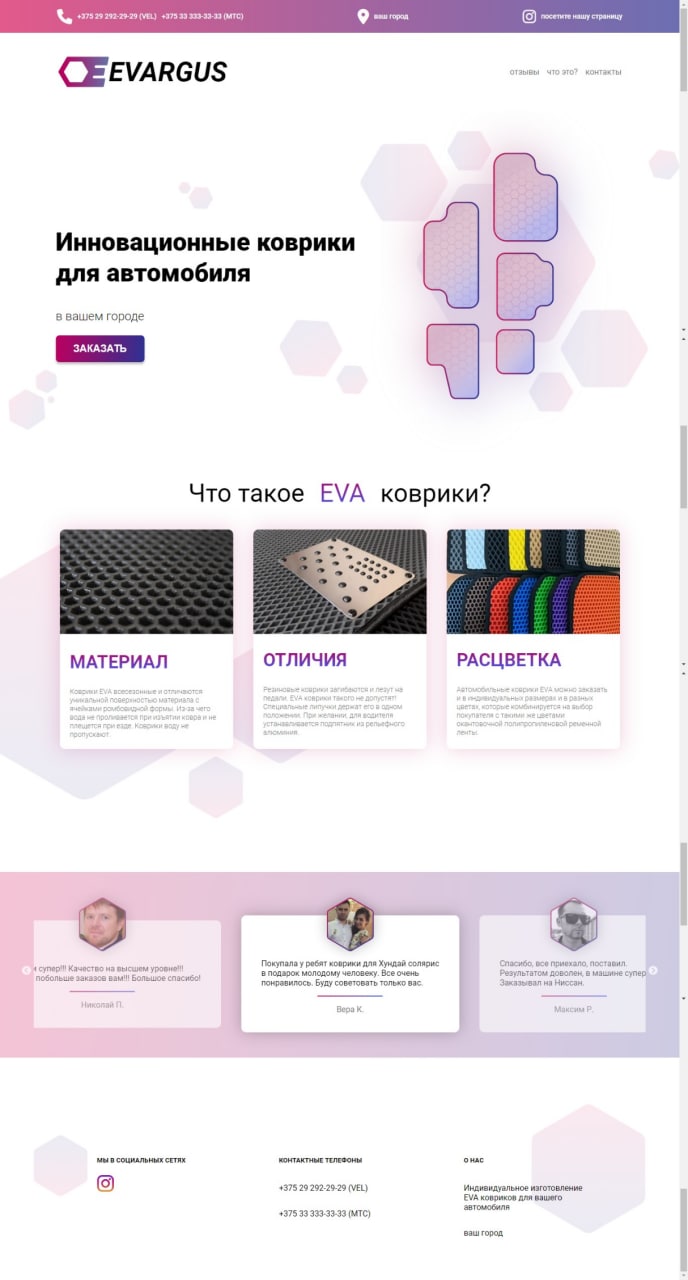 +375 29 292-29-29 (VEL) +375 33 333-33-33 (МТС)
ваш город
посетите нашу страницу
EVARGUS
отзывы что это? контакты
Инновационные коврики
для автомобиля
в вашем городе
ЗАКАЗАТЬ
Что такое EVA коврики?
МАТЕРИАЛ
Коврики EVA всесезонные и отличаются
уникальной поверхностью материала с
ячейками ромбовидной формы. Из-за чего
вода не проливается при изъятии ковра и не
плещется при езде. Коврики воду не
пропускают.
ОТЛИЧИЯ
Резиновые коврики загибаются и лезут на
педали. EVA коврики такого не допустят!
Специальные липучки держат его в одном
положении. При желании, для водителя
устанавливается подпятник из рельефного
алюминия.
РАСЦВЕТКА
Автомобильные коврики EVA можно заказать
и в индивидуальных размерах и в разных
цветах, которые комбинируется на выбор
покупателя с такими же цветами
окантовочной полипропиленовой ременной
ленты.
и супер!!! Качество на высшем уровне!!!
побольше заказов вам!!! Большое спасибо!
Николай П.
Покупала у ребят коврики для Хундай солярис
в подарок молодому человеку. Все очень
понравилось. Буду советовать только вас.
Вера К.
Спасибо, все приехало, поставил.
Результатом доволен, в машине супер
Заказывал на Ниссан.
Максим Р.
МЫ В СОЦИАЛЬНЫХ СЕТЯХ
КОНТАКТНЫЕ ТЕЛЕФОНЫ
+375 29 292-29-29 (VEL)
+375 33 333-33-33 (МТС)
О НАС
Индивидуальное изготовление
EVA ковриков для вашего
автомобиля
ваш город